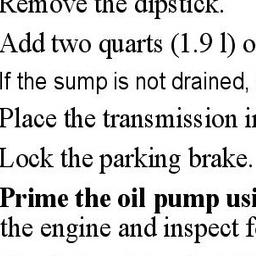 Remove the dipstick.
Add two quarts (1.9 l) o
If the sump is not drained,
Place the transmission in
Lock the parking brake.
Prime the oil pump usi
the engine and inspect fo